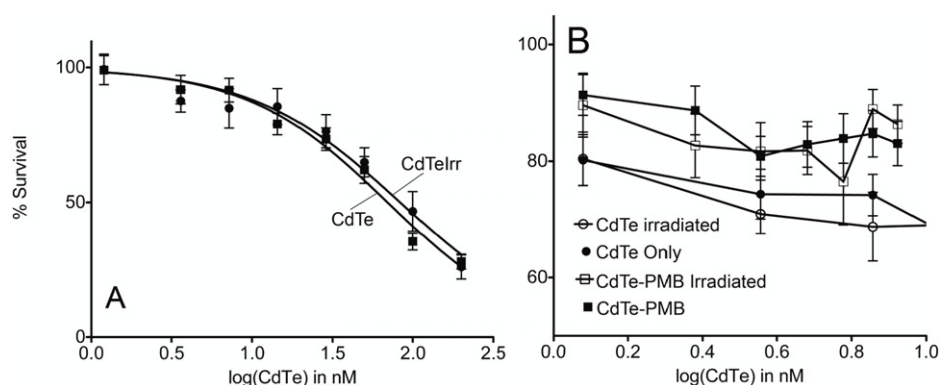 100
50
0
% Survival
A
CdTeIrr
CdTe
0.0 0.5 1.0 1.5 2.0 2.5
log(CdTe) in nM
B
100
80
60
CdTe irradiated
CdTe Only
CdTe-PMB Irradiated
CdTe-PMB
0.0 0.2 0.4 0.6 0.8 1.0
log(CdTe) in nM